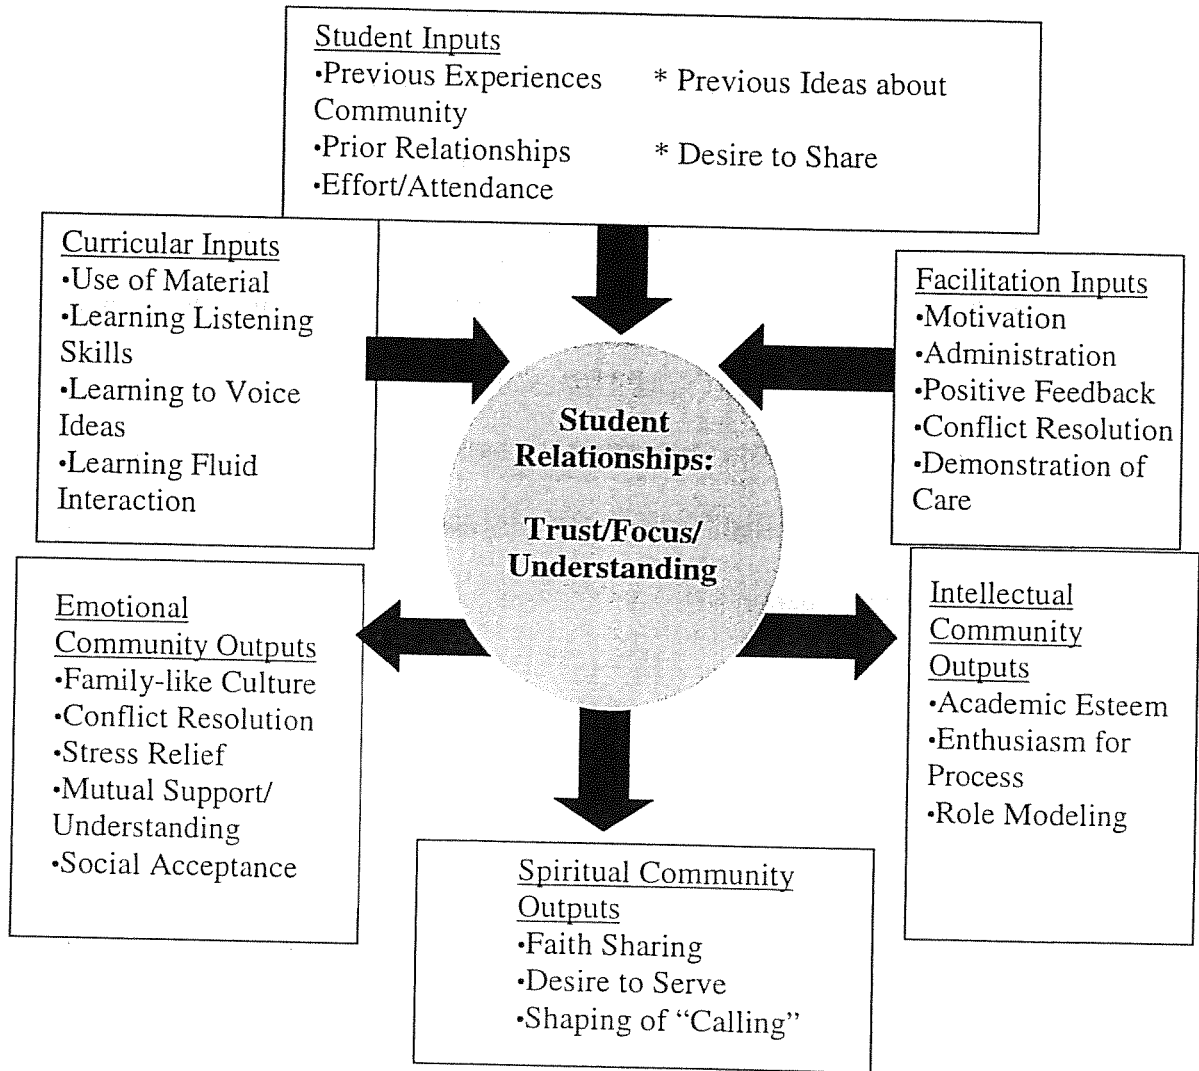 Student Inputs
•Previous Experiences * Previous Ideas about
Community
•Prior Relationships * Desire to Share
•Effort/Attendance
Curricular Inputs
•Use of Material
•Learning Listening
Skills
•Learning to Voice
Ideas
•Learning Fluid
Interaction
Facilitation Inputs
•Motivation
•Administration
•Positive Feedback
•Conflict Resolution
•Demonstration of
Care
Student
Relationships:
Trust/Focus/
Understanding
Emotional
Community Outputs
•Family-like Culture
•Conflict Resolution
•Stress Relief
•Mutual Support/
Understanding
•Social Acceptance
Intellectual
Community
Outputs
•Academic Esteem
•Enthusiasm for
Process
•Role Modeling
Spiritual Community
Outputs
•Faith Sharing
•Desire to Serve
•Shaping of “Calling”